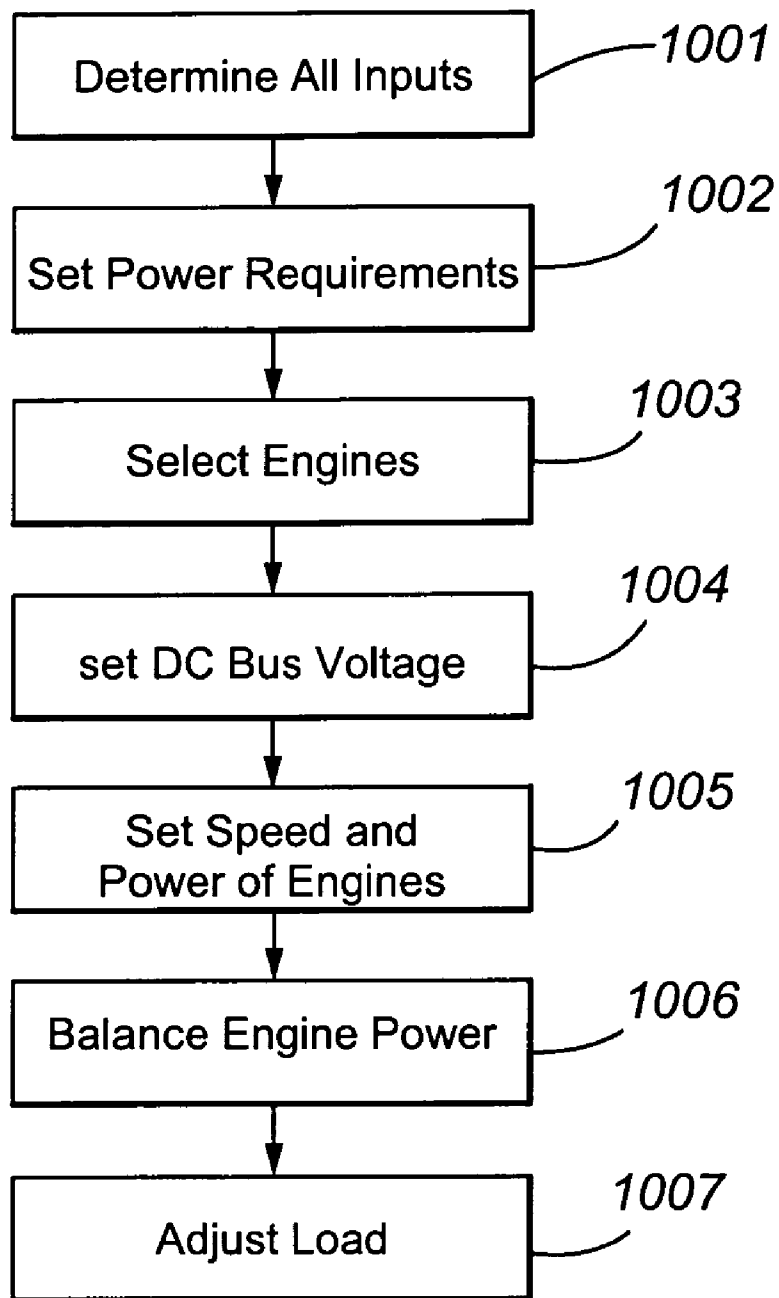 Determine All Inputs
1001
Set Power Requirements
1002
Select Engines
1003
set DC Bus Voltage
1004
Set Speed and
Power of Engines
1005
Balance Engine Power
1006
Adjust Load
1007